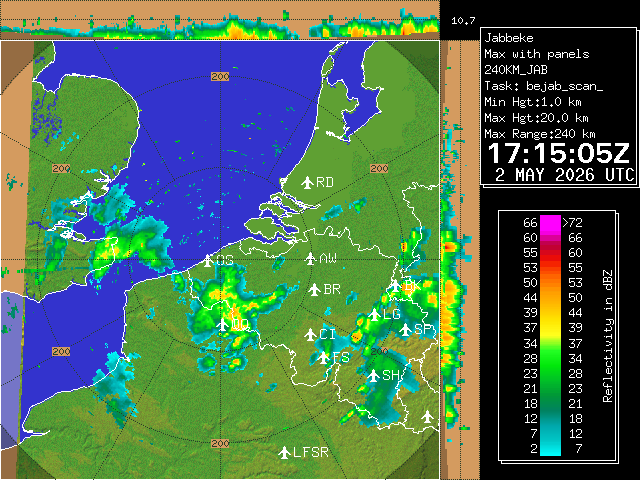 10.7
Jabbeke
Max with panels
240KM_JAB
Task: bejab_scan_
Min Hgt:1.0 km
Max Hgt:20.0 km
Max Range:240 km
17:15:05Z
2 MAY 2026 UTC
200
200
200
RD
OS
AW
BR
BK
LG
SP
CI
FS
SH
200
200
200
LFSR
66 >72
60 66
55 60
53 55
50 53
44 50
39 44
37 39
34 37
28 34
23 28
21 23
18 21
12 18
7 12
2 7
Reflectivity in dBZ